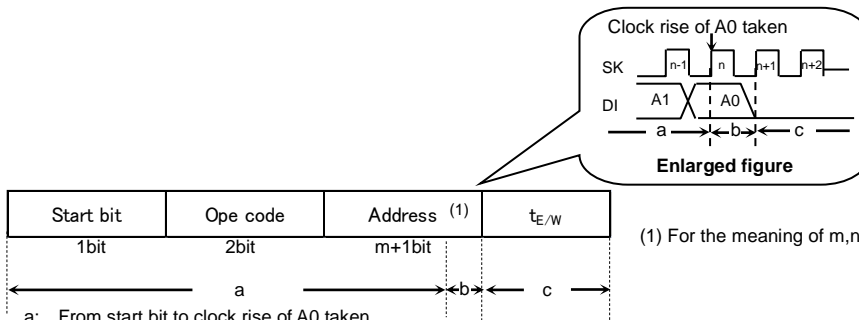 Clock rise of A0 taken
SK n-1 n n+1 n+2
DI A1 A0
a b c
Enlarged figure
Start bit Ope code Address (1) tE/W
1bit 2bit m+1bit
(1) For the meaning of m,n
a b c
a: From start bit to clock rise of A0 taken